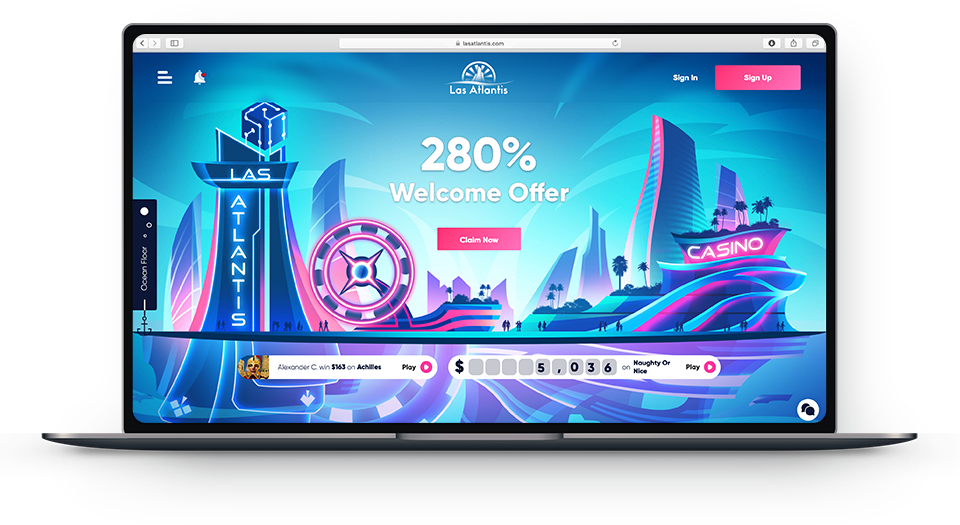 lasatlantis.com
Las Atlantis
Sign In
Sign Up
280%
Welcome Offer
Claim Now
LAS
ATLANTIS
CASINO
Ocean Floor
Alexander C. win $163 on Achilles
Play
$ 5,036 on Naughty Or
Nice
Play